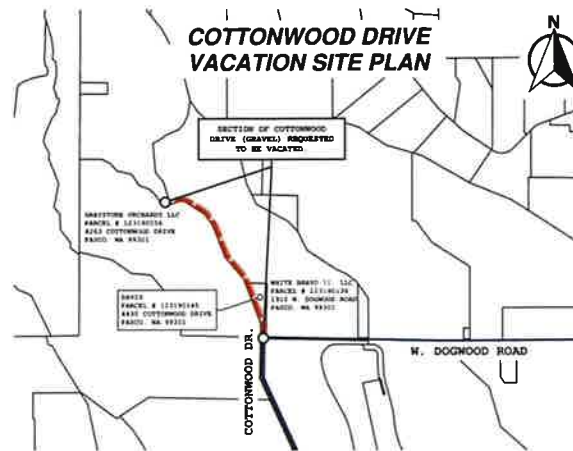 COTTONWOOD DRIVE
VACATION SITE PLAN
N
SECTION OF COTTONWOOD
DRIVE (GRAVEL) REQUESTED
TO BE VACATED
ORCHARDS LLC
PARCEL #
COTTONWOOD DRIVE
PASCO, WA 99301
DAVIS
PARCEL #
COTTONWOOD DRIVE
PASCO, WA 99301
WHITE BRAVO LLC
PARCEL #
W. DOGWOOD ROAD
PASCO, WA 99301
COTTONWOOD DR.
W. DOGWOOD ROAD